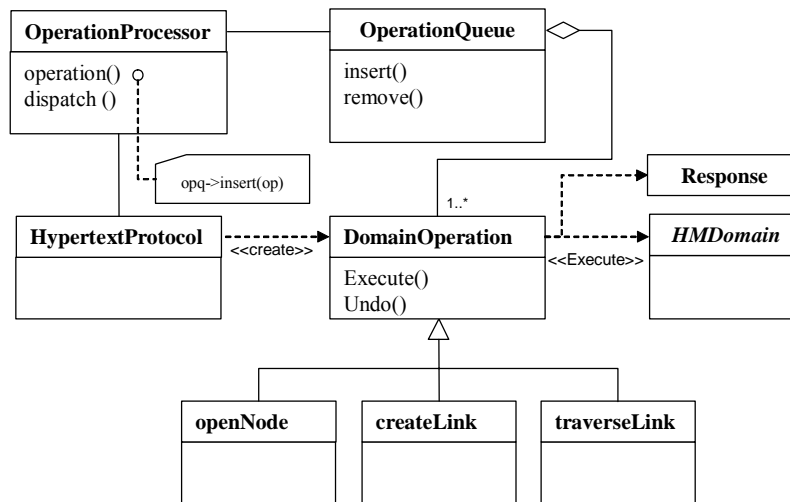 OperationProcessor
operation()
dispatch ()
OperationQueue
insert()
remove()
opq->insert(op)
1..*
Response
HypertextProtocol
<<create>>
DomainOperation
Execute()
Undo()
<<Execute>>
HMDomain
openNode
createLink
traverseLink